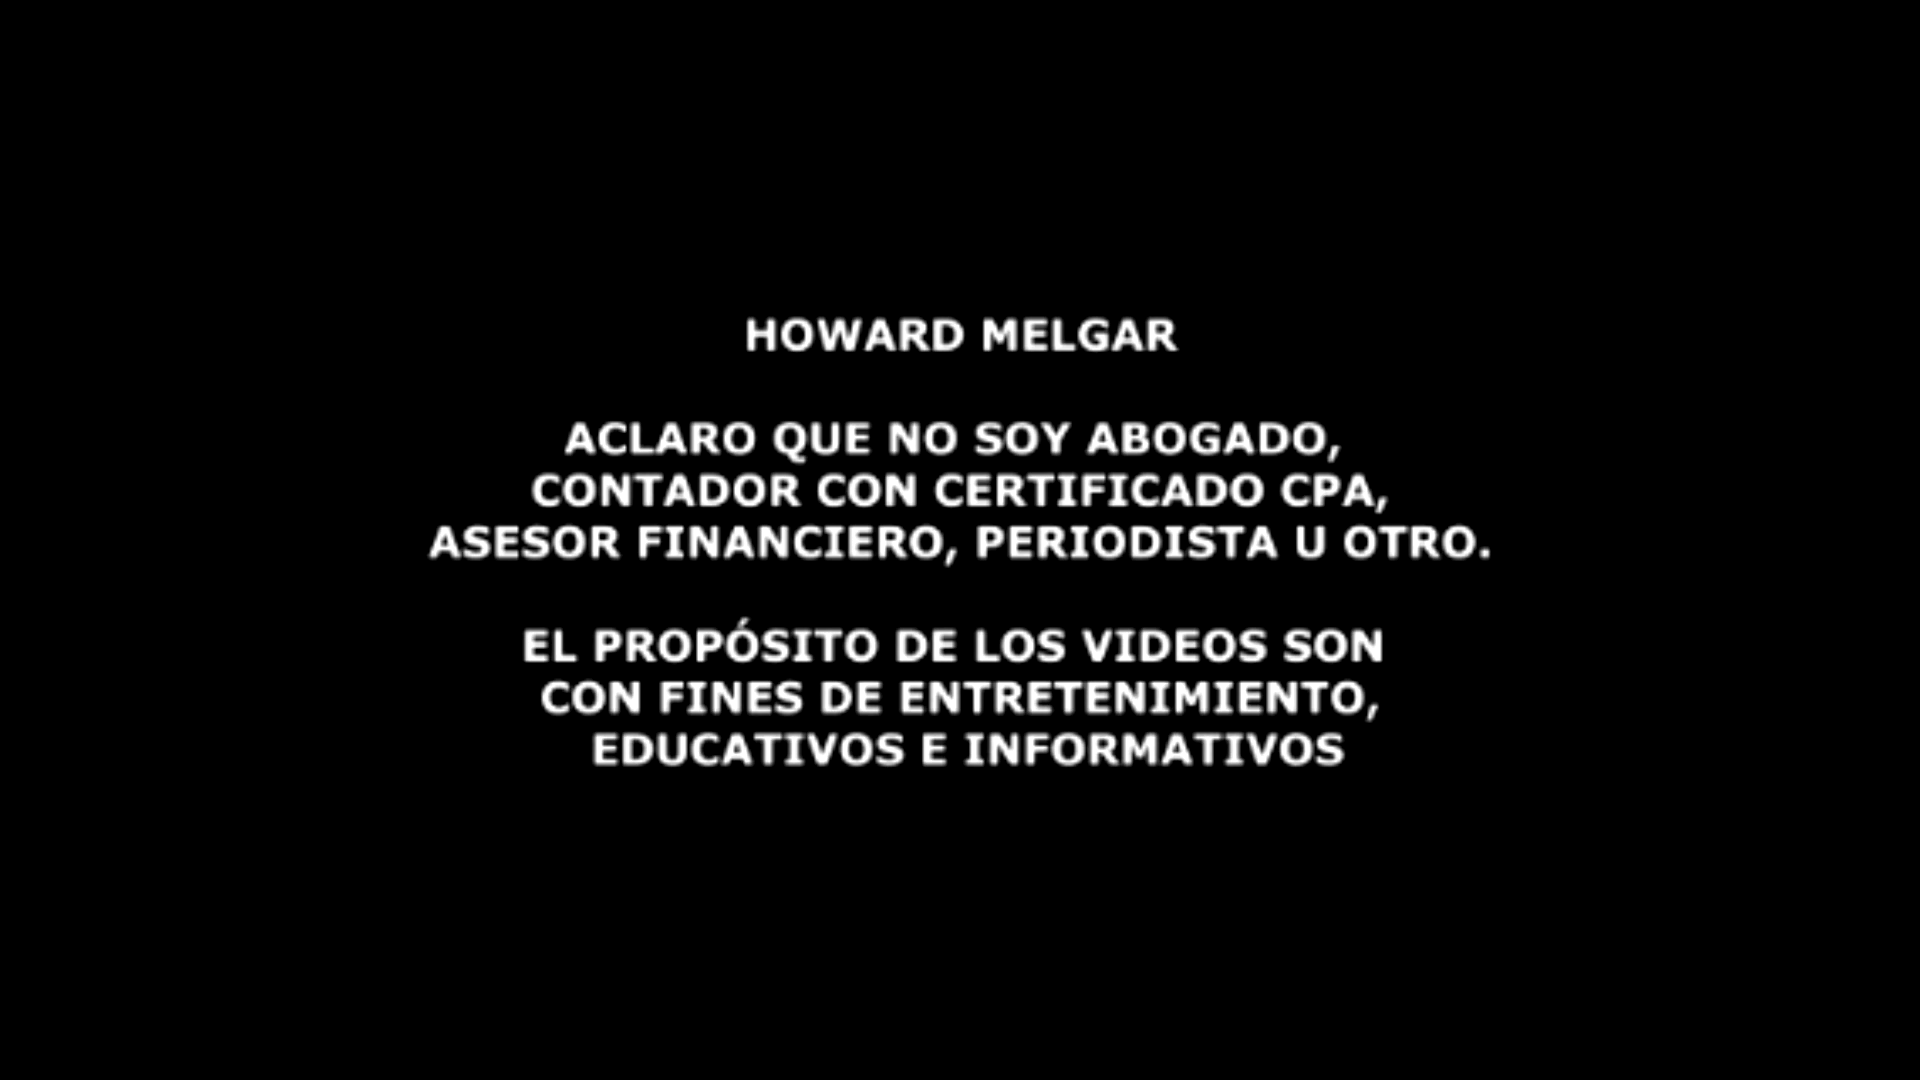 HOWARD MELGAR
ACLARO QUE NO SOY ABOGADO,
CONTADOR CON CERTIFICADO CPA,
ASESOR FINANCIERO, PERIODISTA U OTRO.
EL PROPÓSITO DE LOS VIDEOS SON
CON FINES DE ENTRETENIMIENTO,
EDUCATIVOS E INFORMATIVOS